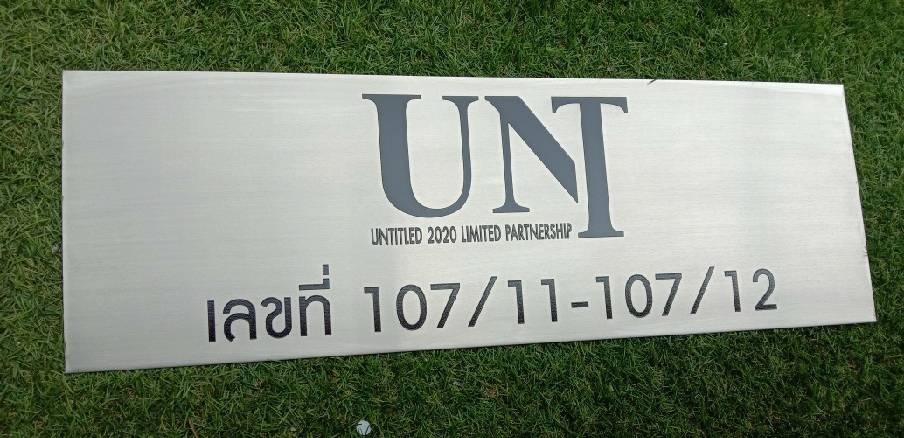 UNT
UNTITLED 2020 LIMITED PARTNERSHIP
เลขที่ 107/11-107/12